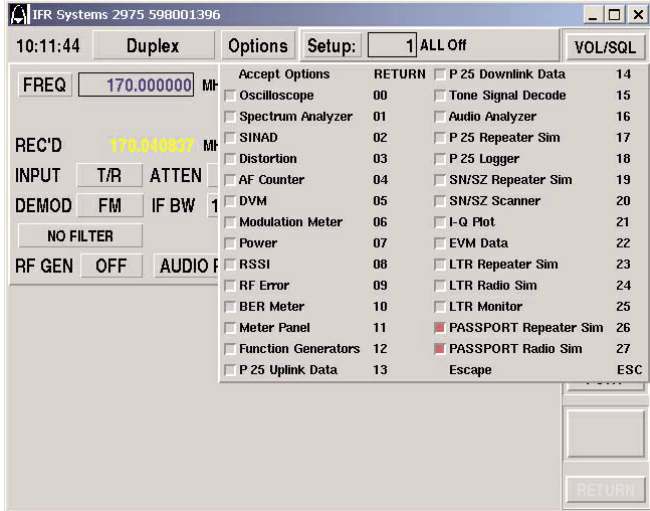 IFR Systems 2975 598001396
10:11:44 Duplex Options Setup: 1 ALL Off VOL/SQL
FREQ 170.000000
REC'D 170.040837
INPUT T/R ATTEN
DEMOD FM IF BW 1
NO FILTER
RF GEN OFF AUDIO
Accept Options RETURN
Oscilloscope 00
Spectrum Analyzer 01
SINAD 02
Distortion 03
AF Counter 04
DVM 05
Modulation Meter 06
Power 07
RSSI 08
RF Error 09
BER Meter 10
Meter Panel 11
Function Generators 12
P 25 Uplink Data 13
P 25 Downlink Data 14
Tone Signal Decode 15
Audio Analyzer 16
P 25 Repeater Sim 17
P 25 Logger 18
SN/SZ Repeater Sim 19
SN/SZ Scanner 20
I-Q Plot 21
EVM Data 22
LTR Repeater Sim 23
LTR Radio Sim 24
LTR Monitor 25
PASSPORT Repeater Sim 26
PASSPORT Radio Sim 27
Escape ESC
RETURN